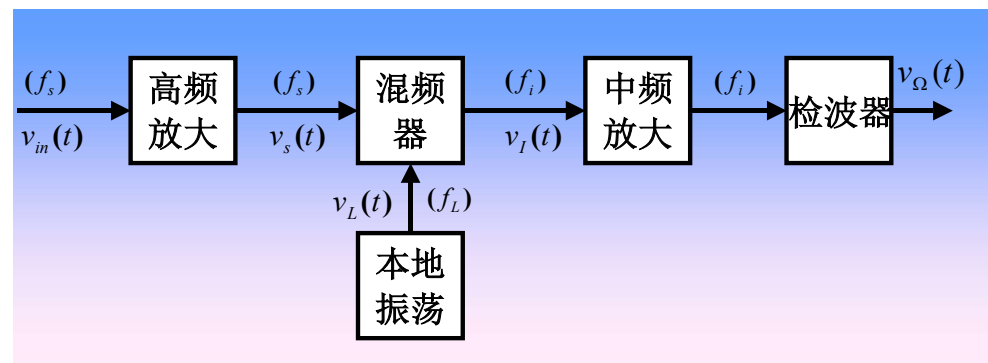 (f_s) (f_s) (f_i) (f_i) v_Ω(t)
高频 混频 中频 检波器
放大 器 放大
v_in(t) v_s(t) v_I(t)
v_L(t) (f_L)
本地
振荡